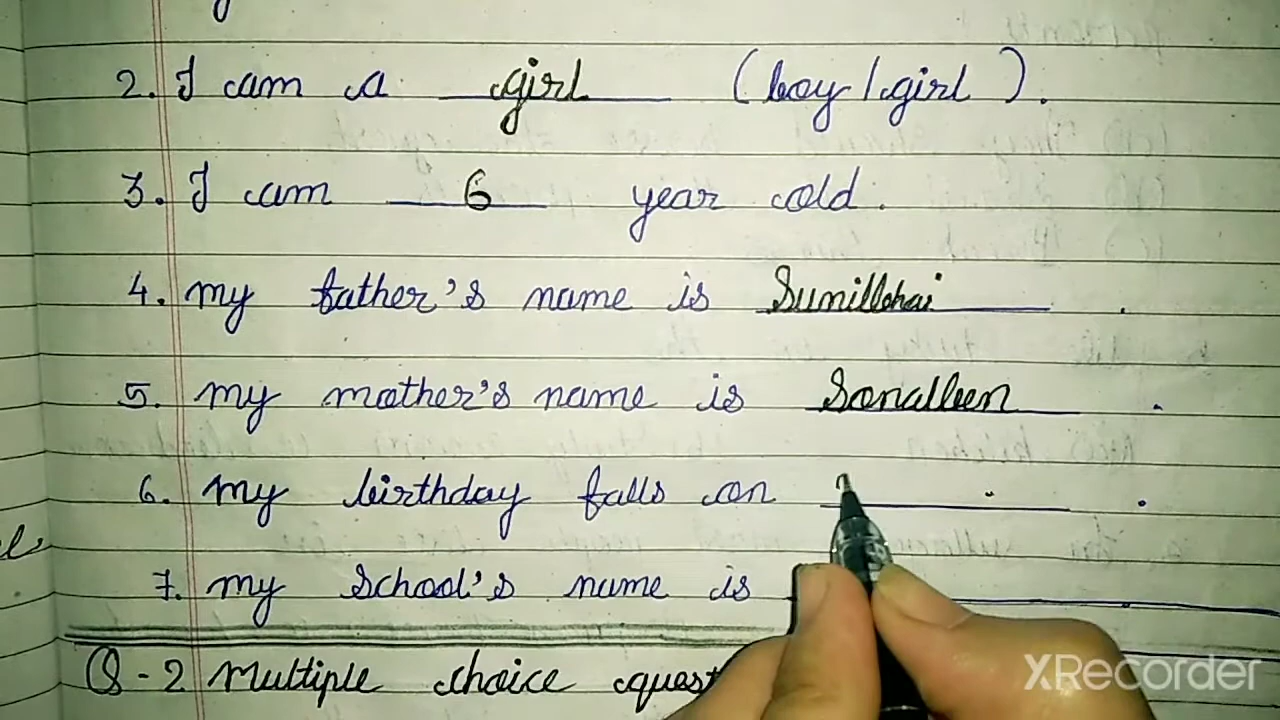 2. I am a girl (boy / girl ).
3. I am 6 year old.
4. my father's name is Sunilbhai .
5. my mother's name is Sonalben .
6. my birthday falls on .
7. my school's name is
Q-2 Multiple choice quest
XRecorder